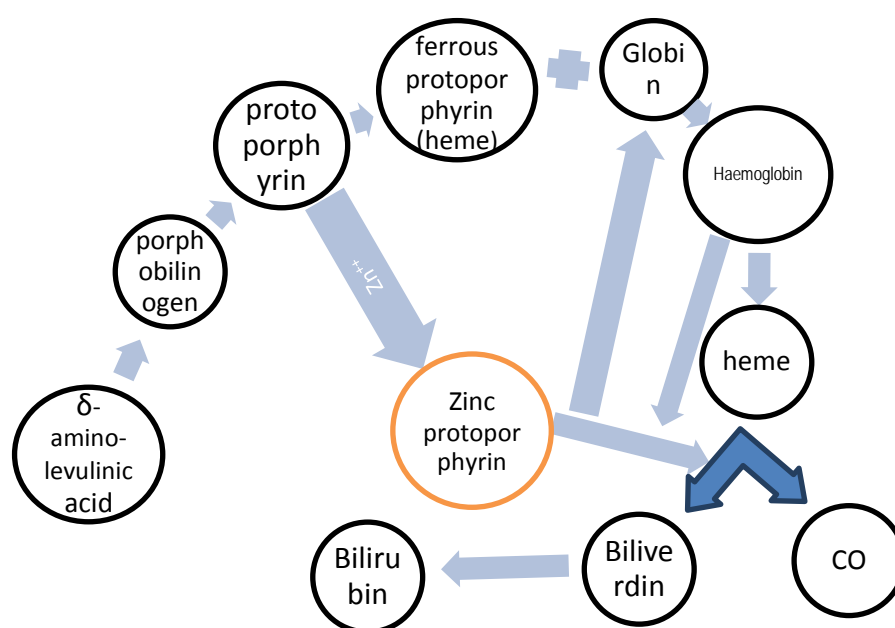 ferrous
protopor
phyrin
(heme)
Globi
n
proto
porph
yrin
Haemoglobin
porph
obilin
ogen
Zn++
heme
δ-
amino-
levulinic
acid
Zinc
protopor
phyrin
Biliru
bin
Bilive
rdin
CO